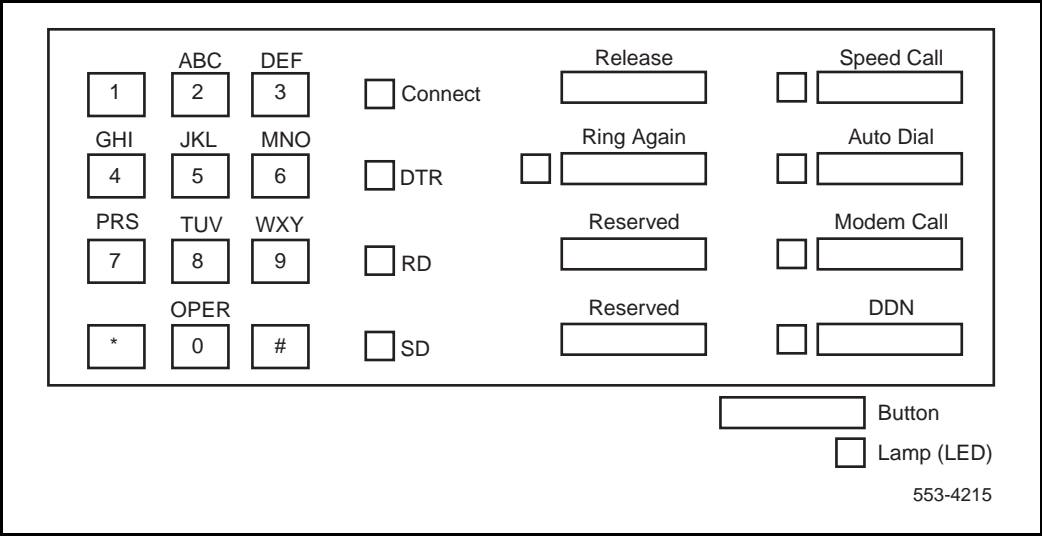 ABC DEF Release Speed Call
1 2 3 Connect
GHI JKL MNO Ring Again Auto Dial
4 5 6 DTR
PRS TUV WXY Reserved Modem Call
7 8 9 RD
OPER Reserved DDN
* 0 # SD
Button
Lamp (LED)
553-4215